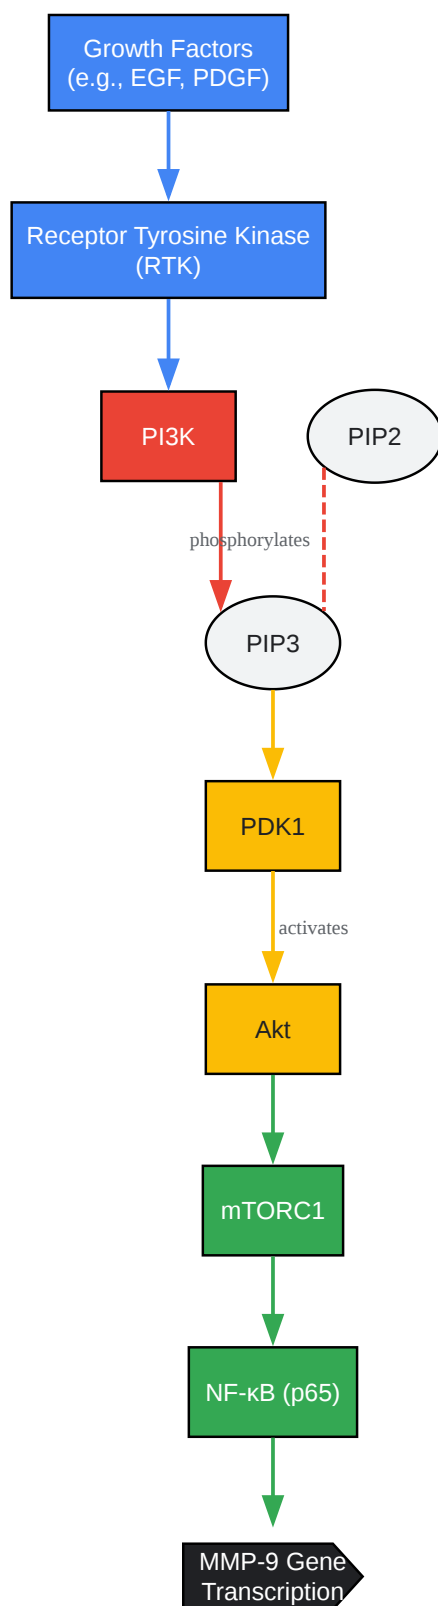 Growth Factors
(e.g., EGF, PDGF)
Receptor Tyrosine Kinase
(RTK)
PI3K
PIP2
phosphorylates
PIP3
PDK1
activates
Akt
mTORC1
NF-κB (p65)
MMP-9 Gene
Transcription